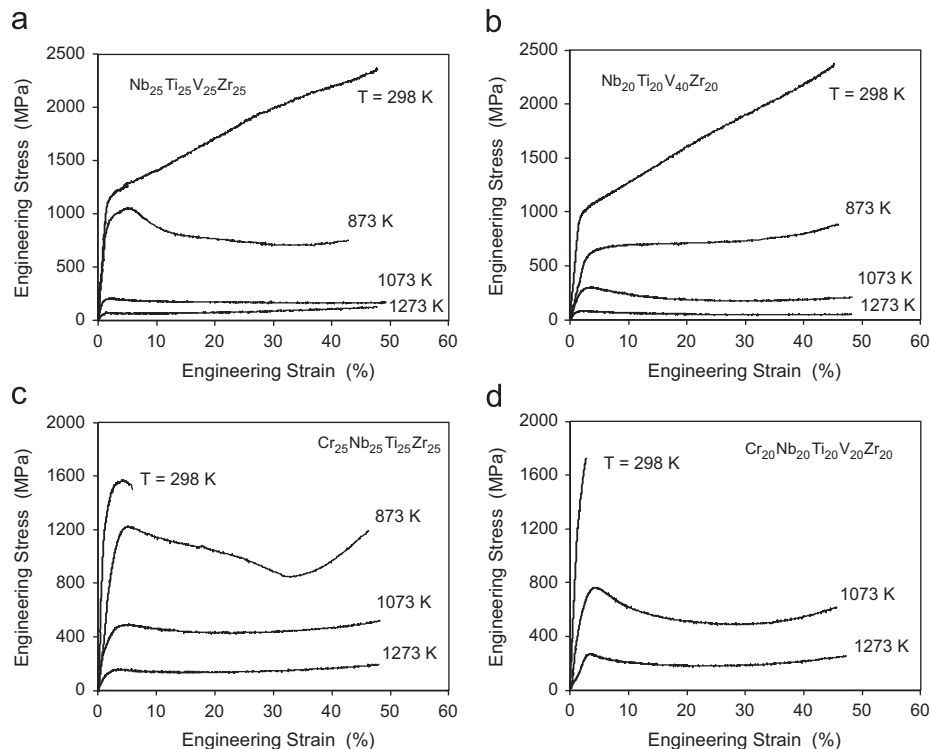 a
Nb25Ti25V25Zr25
T = 298 K
873 K
1073 K
1273 K
Engineering Stress (MPa)
2500
2000
1500
1000
500
0
0 10 20 30 40 50 60
Engineering Strain (%)
b
Nb20Ti20V40Zr20
T = 298 K
873 K
1073 K
1273 K
Engineering Stress (MPa)
2500
2000
1500
1000
500
0
0 10 20 30 40 50 60
Engineering Strain (%)
c
Cr25Nb25Ti25Zr25
T = 298 K
873 K
1073 K
1273 K
Engineering Stress (MPa)
2000
1600
1200
800
400
0
0 10 20 30 40 50 60
Engineering Strain (%)
d
Cr20Nb20Ti20V20Zr20
T = 298 K
1073 K
1273 K
Engineering Stress (MPa)
2000
1600
1200
800
400
0
0 10 20 30 40 50 60
Engineering Strain (%)